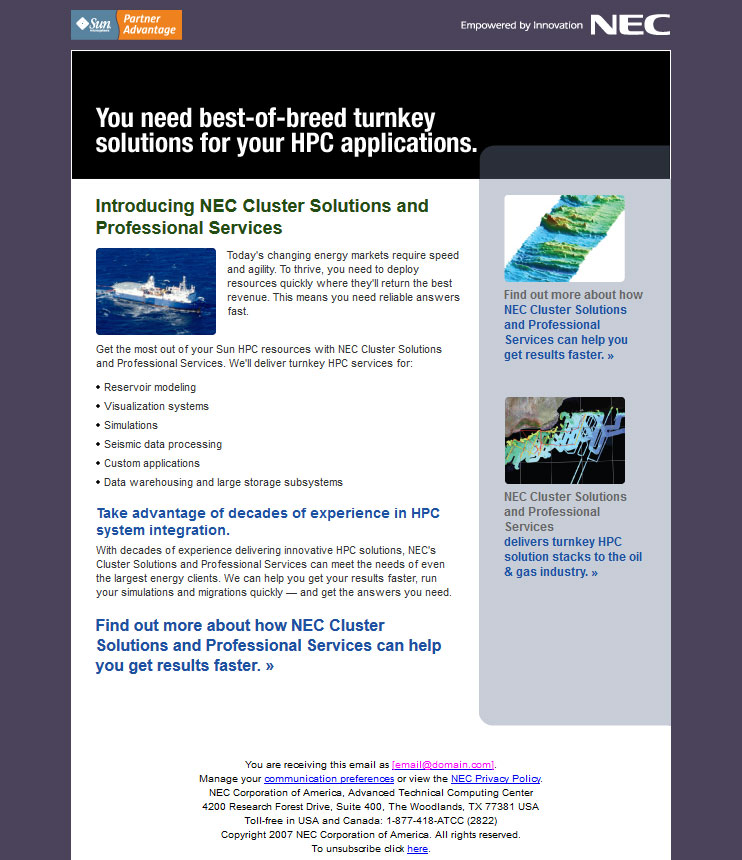 Sun
Partner
Advantage
Empowered by Innovation NEC
You need best-of-breed turnkey
solutions for your HPC applications.
Introducing NEC Cluster Solutions and
Professional Services
Today's changing energy markets require speed
and agility. To thrive, you need to deploy
resources quickly where they'll return the best
revenue. This means you need reliable answers
fast.
Get the most out of your Sun HPC resources with NEC Cluster Solutions
and Professional Services. We'll deliver turnkey HPC services for:
• Reservoir modeling
• Visualization systems
• Simulations
• Seismic data processing
• Custom applications
• Data warehousing and large storage subsystems
Take advantage of decades of experience in HPC
system integration.
With decades of experience delivering innovative HPC solutions, NEC's
Cluster Solutions and Professional Services can meet the needs of even
the largest energy clients. We can help you get your results faster, run
your simulations and migrations quickly — and get the answers you need.
Find out more about how NEC Cluster
Solutions and Professional Services can help
you get results faster. »
Find out more about how
NEC Cluster Solutions
and Professional
Services can help you
get results faster. »
NEC Cluster Solutions
and Professional
Services
delivers turnkey HPC
solution stacks to the oil
& gas industry. »
You are receiving this email as [email@domain.com].
Manage your communication preferences or view the NEC Privacy Policy.
NEC Corporation of America, Advanced Technical Computing Center
4200 Research Forest Drive, Suite 400, The Woodlands, TX 77381 USA
Toll-free in USA and Canada: 1-877-418-ATCC (2822)
Copyright 2007 NEC Corporation of America. All rights reserved.
To unsubscribe click here.